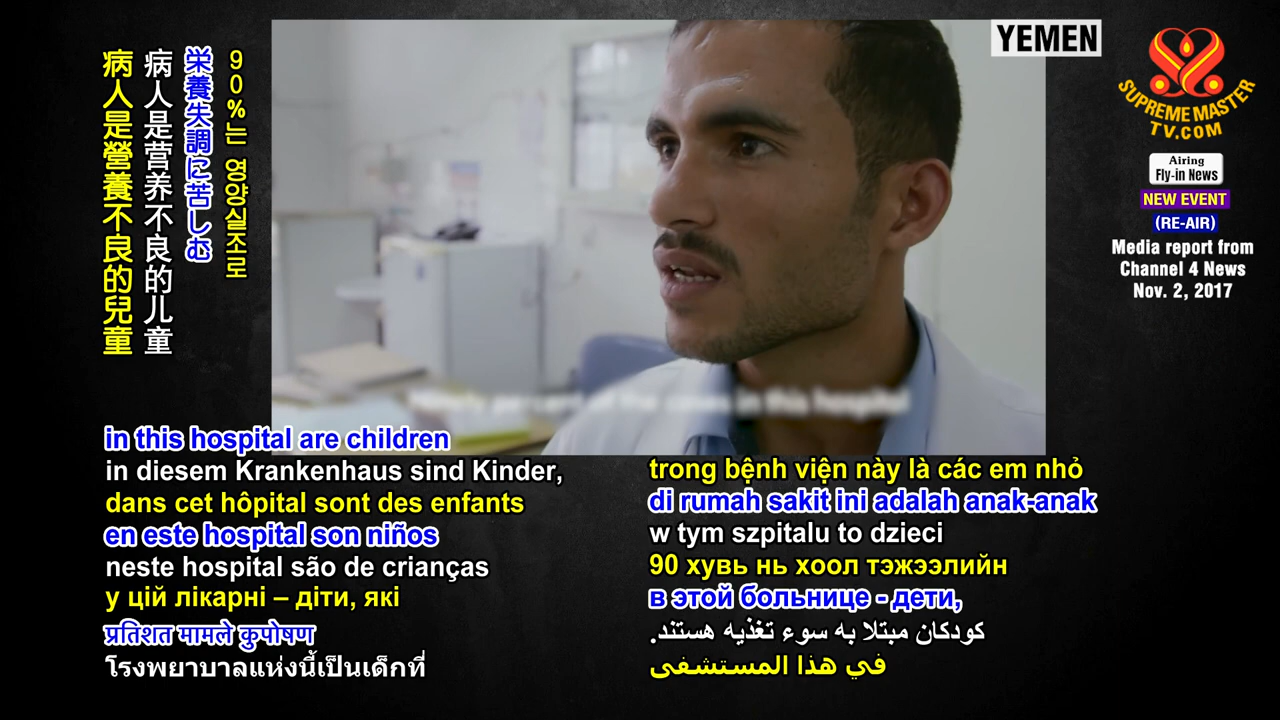 YEMEN
SUPREME MASTER
TV.COM
Airing
Fly-in News
NEW EVENT
(RE-AIR)
Media report from
Channel 4 News
Nov. 2, 2017
90%는 영양실조로
栄養失調に苦しむ
病人是营养不良的儿童
病人是營養不良的兒童
percent of the cases in this hospital
in this hospital are children
in diesem Krankenhaus sind Kinder,
dans cet hôpital sont des enfants
en este hospital son niños
neste hospital são de crianças
у цій лікарні – діти, які
प्रतिशत मामले कुपोषण
โรงพยาบาลแห่งนี้เป็นเด็กที่
trong bệnh viện này là các em nhỏ
di rumah sakit ini adalah anak-anak
w tym szpitalu to dzieci
90 хувь нь хоол тэжээлийн
в этой больнице - дети,
کودکان مبتلا به سوء تغذیه هستند.
في هذا المستشفى